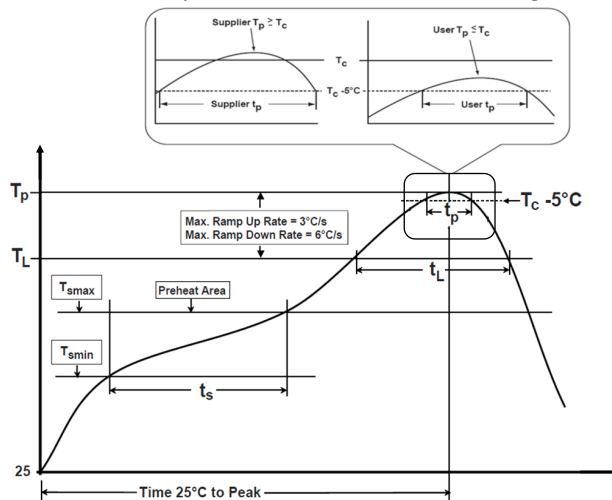 Supplier Tp ≥ Tc
User Tp ≤ Tc
Tc
Tc -5°C
Supplier tp
User tp
Tp
Tc -5°C
tp
Max. Ramp Up Rate = 3°C/s
Max. Ramp Down Rate = 6°C/s
TL
tL
Tsmax
Preheat Area
Tsmin
ts
25
Time 25°C to Peak